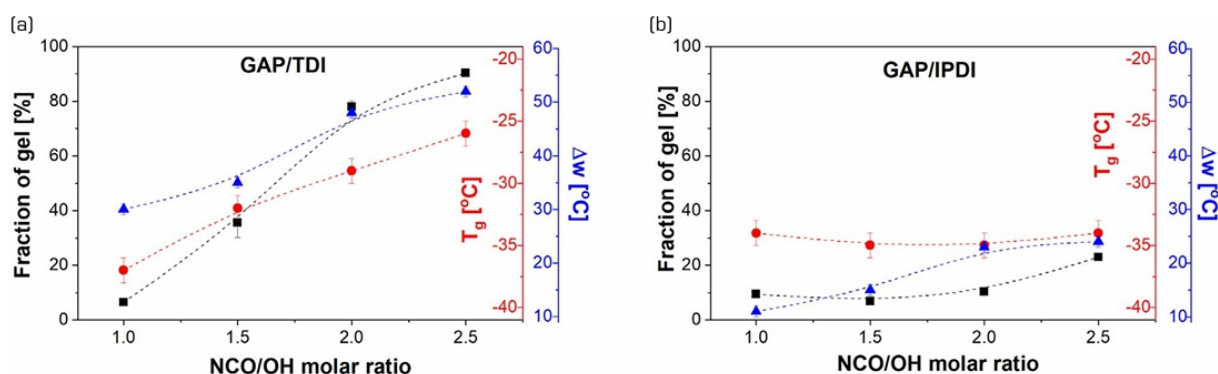 (a)
GAP/TDI
Fraction of gel [%]
100
80
60
40
20
0
1.0 1.5 2.0 2.5
NCO/OH molar ratio
-20
-25
-30
-35
-40
Tg [°C]
60
50
40
30
20
10
Δw [°C]
(b)
GAP/IPDI
Fraction of gel [%]
100
80
60
40
20
0
1.0 1.5 2.0 2.5
NCO/OH molar ratio
-20
-25
-30
-35
-40
Tg [°C]
60
50
40
30
20
10
Δw [°C]